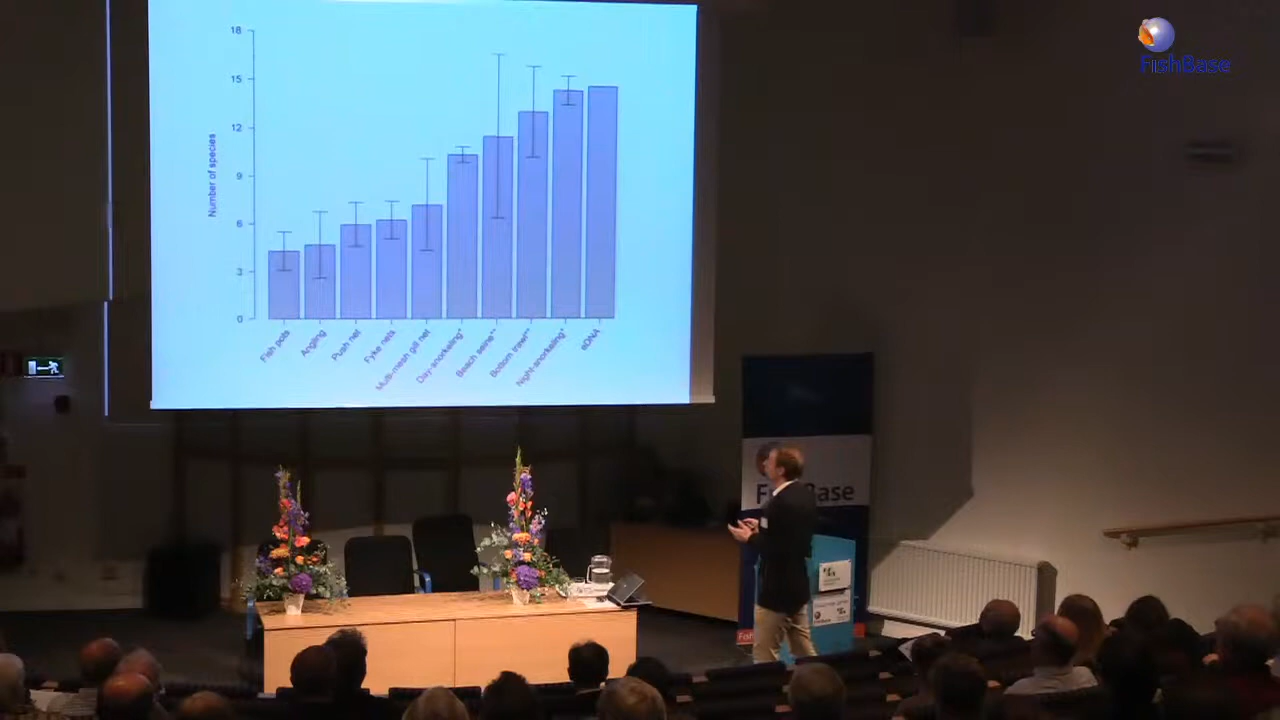 FishBase
18
15
12
9
6
3
0
Number of species
Fish pots
Angling
Push net
Fyke nets
Multi-mesh gill net
Day-snorkeling*
Beach seine**
Bottom trawl**
Night-snorkeling*
eDNA